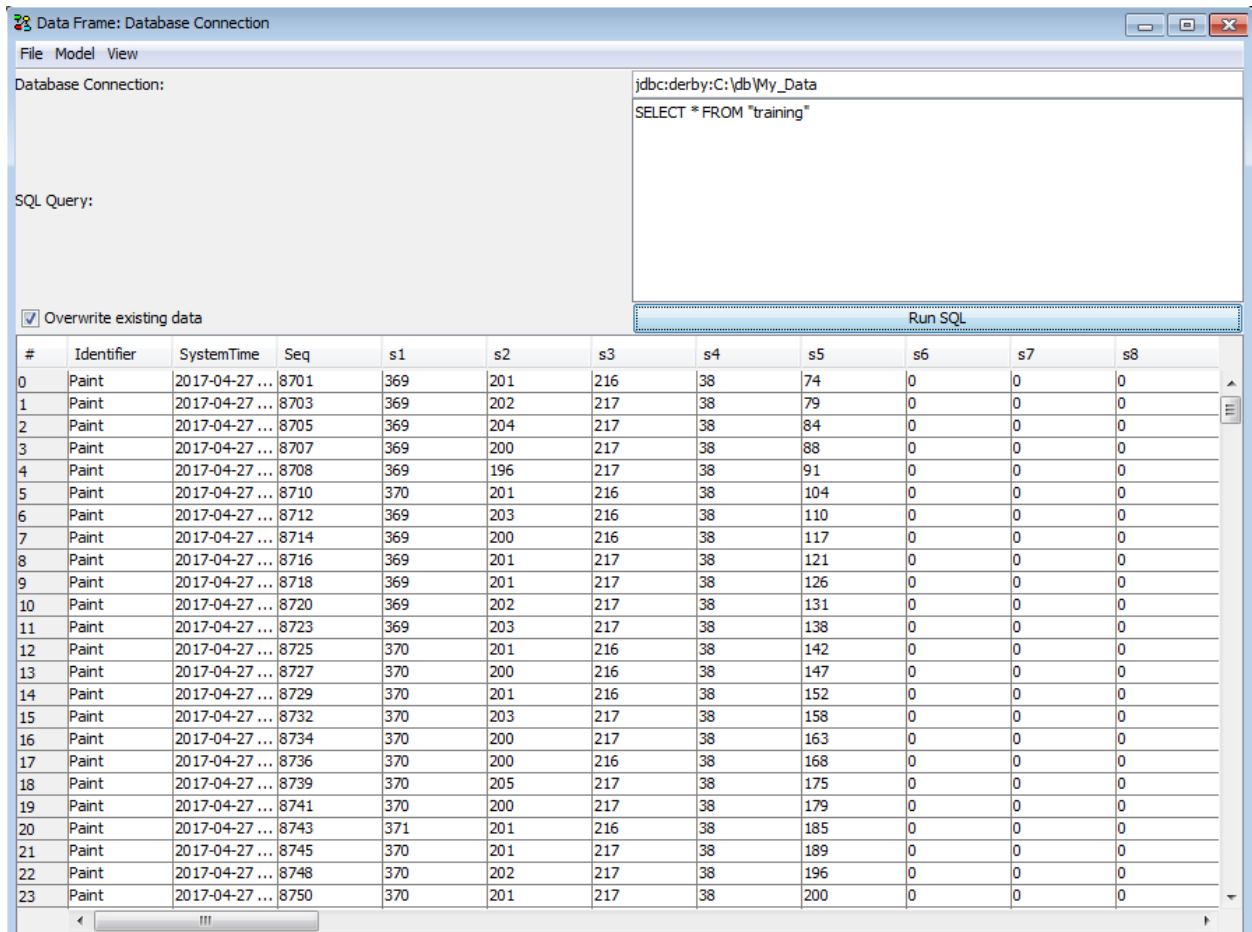 Data Frame: Database Connection
File Model View
Database Connection: jdbc:derby:C:\db\My_Data
SELECT * FROM "training"
SQL Query:
Overwrite existing data Run SQL
# Identifier SystemTime Seq s1 s2 s3 s4 s5 s6 s7 s8
0 Paint 2017-04-27 ... 8701 369 201 216 38 74 0 0 0
1 Paint 2017-04-27 ... 8703 369 202 217 38 79 0 0 0
2 Paint 2017-04-27 ... 8705 369 204 217 38 84 0 0 0
3 Paint 2017-04-27 ... 8707 369 200 217 38 88 0 0 0
4 Paint 2017-04-27 ... 8708 369 196 217 38 91 0 0 0
5 Paint 2017-04-27 ... 8710 370 201 216 38 104 0 0 0
6 Paint 2017-04-27 ... 8712 369 203 216 38 110 0 0 0
7 Paint 2017-04-27 ... 8714 369 200 216 38 117 0 0 0
8 Paint 2017-04-27 ... 8716 369 201 217 38 121 0 0 0
9 Paint 2017-04-27 ... 8718 369 201 217 38 126 0 0 0
10 Paint 2017-04-27 ... 8720 369 202 217 38 131 0 0 0
11 Paint 2017-04-27 ... 8723 369 203 217 38 138 0 0 0
12 Paint 2017-04-27 ... 8725 370 201 216 38 142 0 0 0
13 Paint 2017-04-27 ... 8727 370 200 216 38 147 0 0 0
14 Paint 2017-04-27 ... 8729 370 201 216 38 152 0 0 0
15 Paint 2017-04-27 ... 8732 370 203 217 38 158 0 0 0
16 Paint 2017-04-27 ... 8734 370 200 217 38 163 0 0 0
17 Paint 2017-04-27 ... 8736 370 200 216 38 168 0 0 0
18 Paint 2017-04-27 ... 8739 370 205 217 38 175 0 0 0
19 Paint 2017-04-27 ... 8741 370 200 217 38 179 0 0 0
20 Paint 2017-04-27 ... 8743 371 201 216 38 185 0 0 0
21 Paint 2017-04-27 ... 8745 370 201 217 38 189 0 0 0
22 Paint 2017-04-27 ... 8748 370 202 217 38 196 0 0 0
23 Paint 2017-04-27 ... 8750 370 201 217 38 200 0 0 0